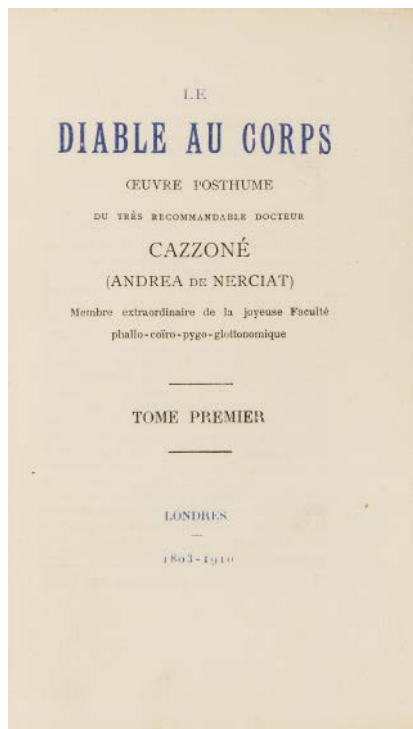 LE
DIABLE AU CORPS
ŒUVRE POSTHUME
DU TRÈS RECOMMANDABLE DOCTEUR
CAZZONÉ
(ANDREA DE NERCIAT)
Membre extraordinaire de la joyeuse Faculté
phallo-coïro-pygo-glottonomique
TOME PREMIER
LONDRES
1803-1910